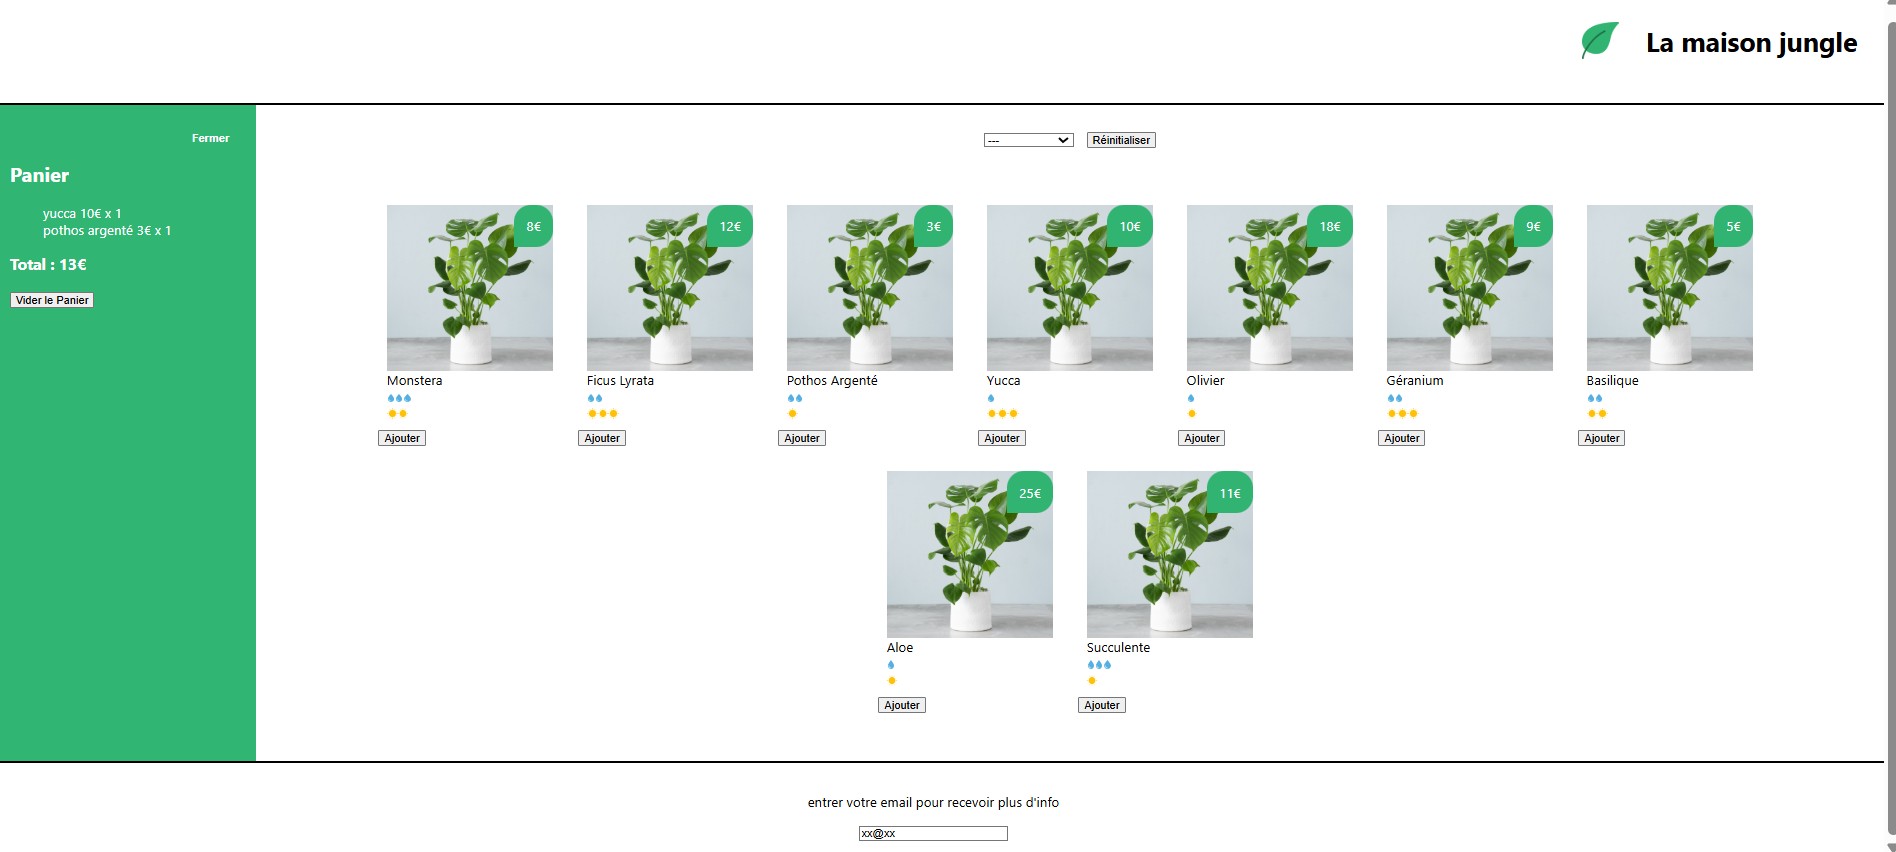 La maison jungle
Fermer
Panier
yucca 10€ x 1
pothos argenté 3€ x 1
Total : 13€
Vider le Panier
---
Réinitialiser
8€
12€
3€
10€
18€
9€
5€
Monstera
Ficus Lyrata
Pothos Argenté
Yucca
Olivier
Géranium
Basilique
Ajouter
Ajouter
Ajouter
Ajouter
Ajouter
Ajouter
Ajouter
25€
11€
Aloe
Succulente
Ajouter
Ajouter
entrer votre email pour recevoir plus d'info
xx@xx